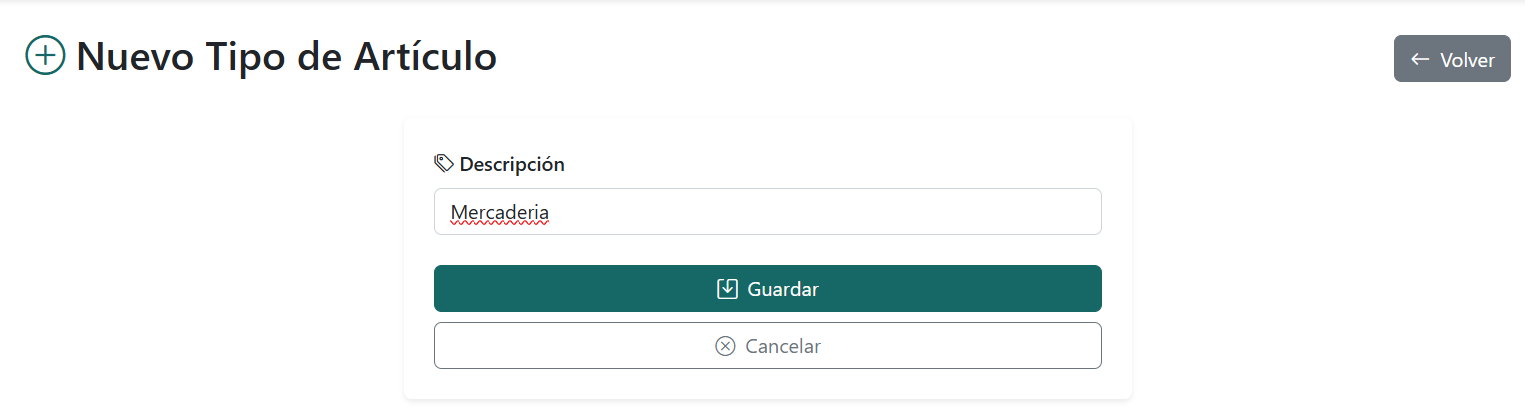 Nuevo Tipo de Artículo
Volver
Descripción
Mercaderia
Guardar
Cancelar